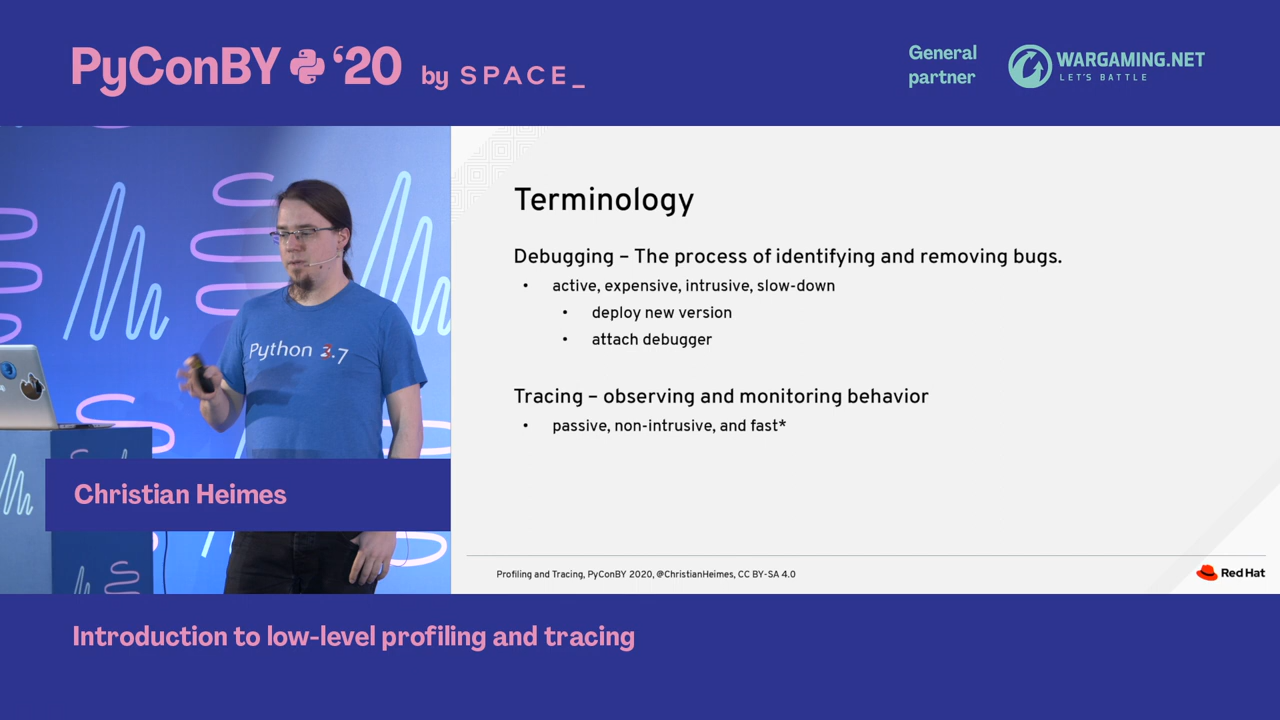 PyConBY '20 by SPACE_
General
partner
WARGAMING.NET
LET'S BATTLE
Terminology
Debugging – The process of identifying and removing bugs.
• active, expensive, intrusive, slow-down
• deploy new version
• attach debugger
Tracing – observing and monitoring behavior
• passive, non-intrusive, and fast*
Profiling and Tracing, PyConBY 2020, @ChristianHeimes, CC BY-SA 4.0
Red Hat
Python .7
Christian Heimes
Introduction to low-level profiling and tracing